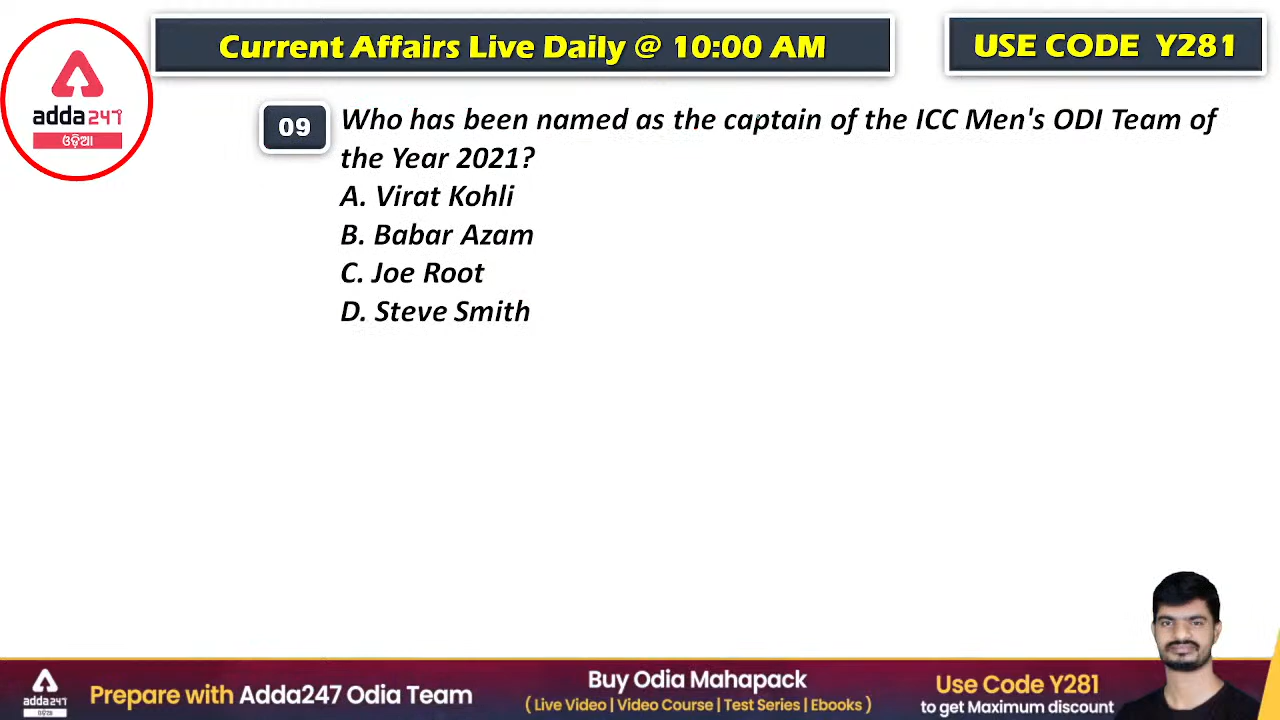 Current Affairs Live Daily @ 10:00 AM
USE CODE Y281
adda247
ଓଡ଼ିଆ
09
Who has been named as the captain of the ICC Men's ODI Team of
the Year 2021?
A. Virat Kohli
B. Babar Azam
C. Joe Root
D. Steve Smith
adda247
ଓଡ଼ିଆ
Prepare with Adda247 Odia Team
Buy Odia Mahapack
( Live Video | Video Course | Test Series | Ebooks )
Use Code Y281
to get Maximum discount